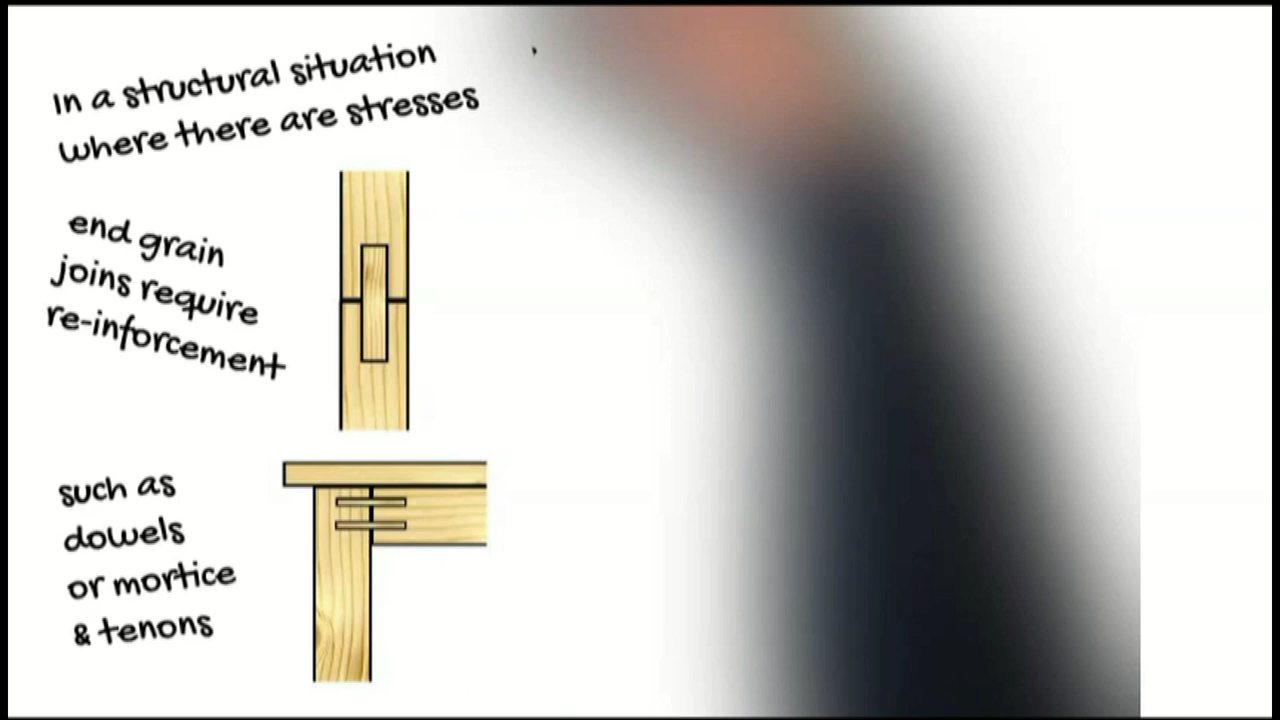 In a structural situation
where there are stresses
end grain
joins require
re-inforcement
such as
dowels
or mortice
& tenons